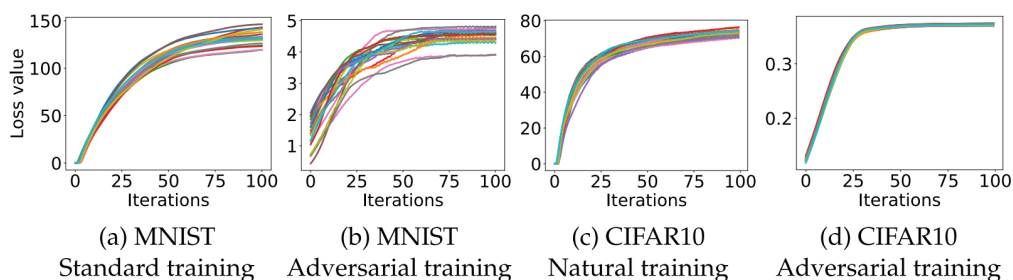 Loss value
150
100
50
0
0 25 50 75 100
Iterations
5
4
3
2
1
0 25 50 75 100
Iterations
80
60
40
20
0
0 25 50 75 100
Iterations
0.3
0.2
0 25 50 75 100
Iterations
(a) MNIST
Standard training
(b) MNIST
Adversarial training
(c) CIFAR10
Natural training
(d) CIFAR10
Adversarial training